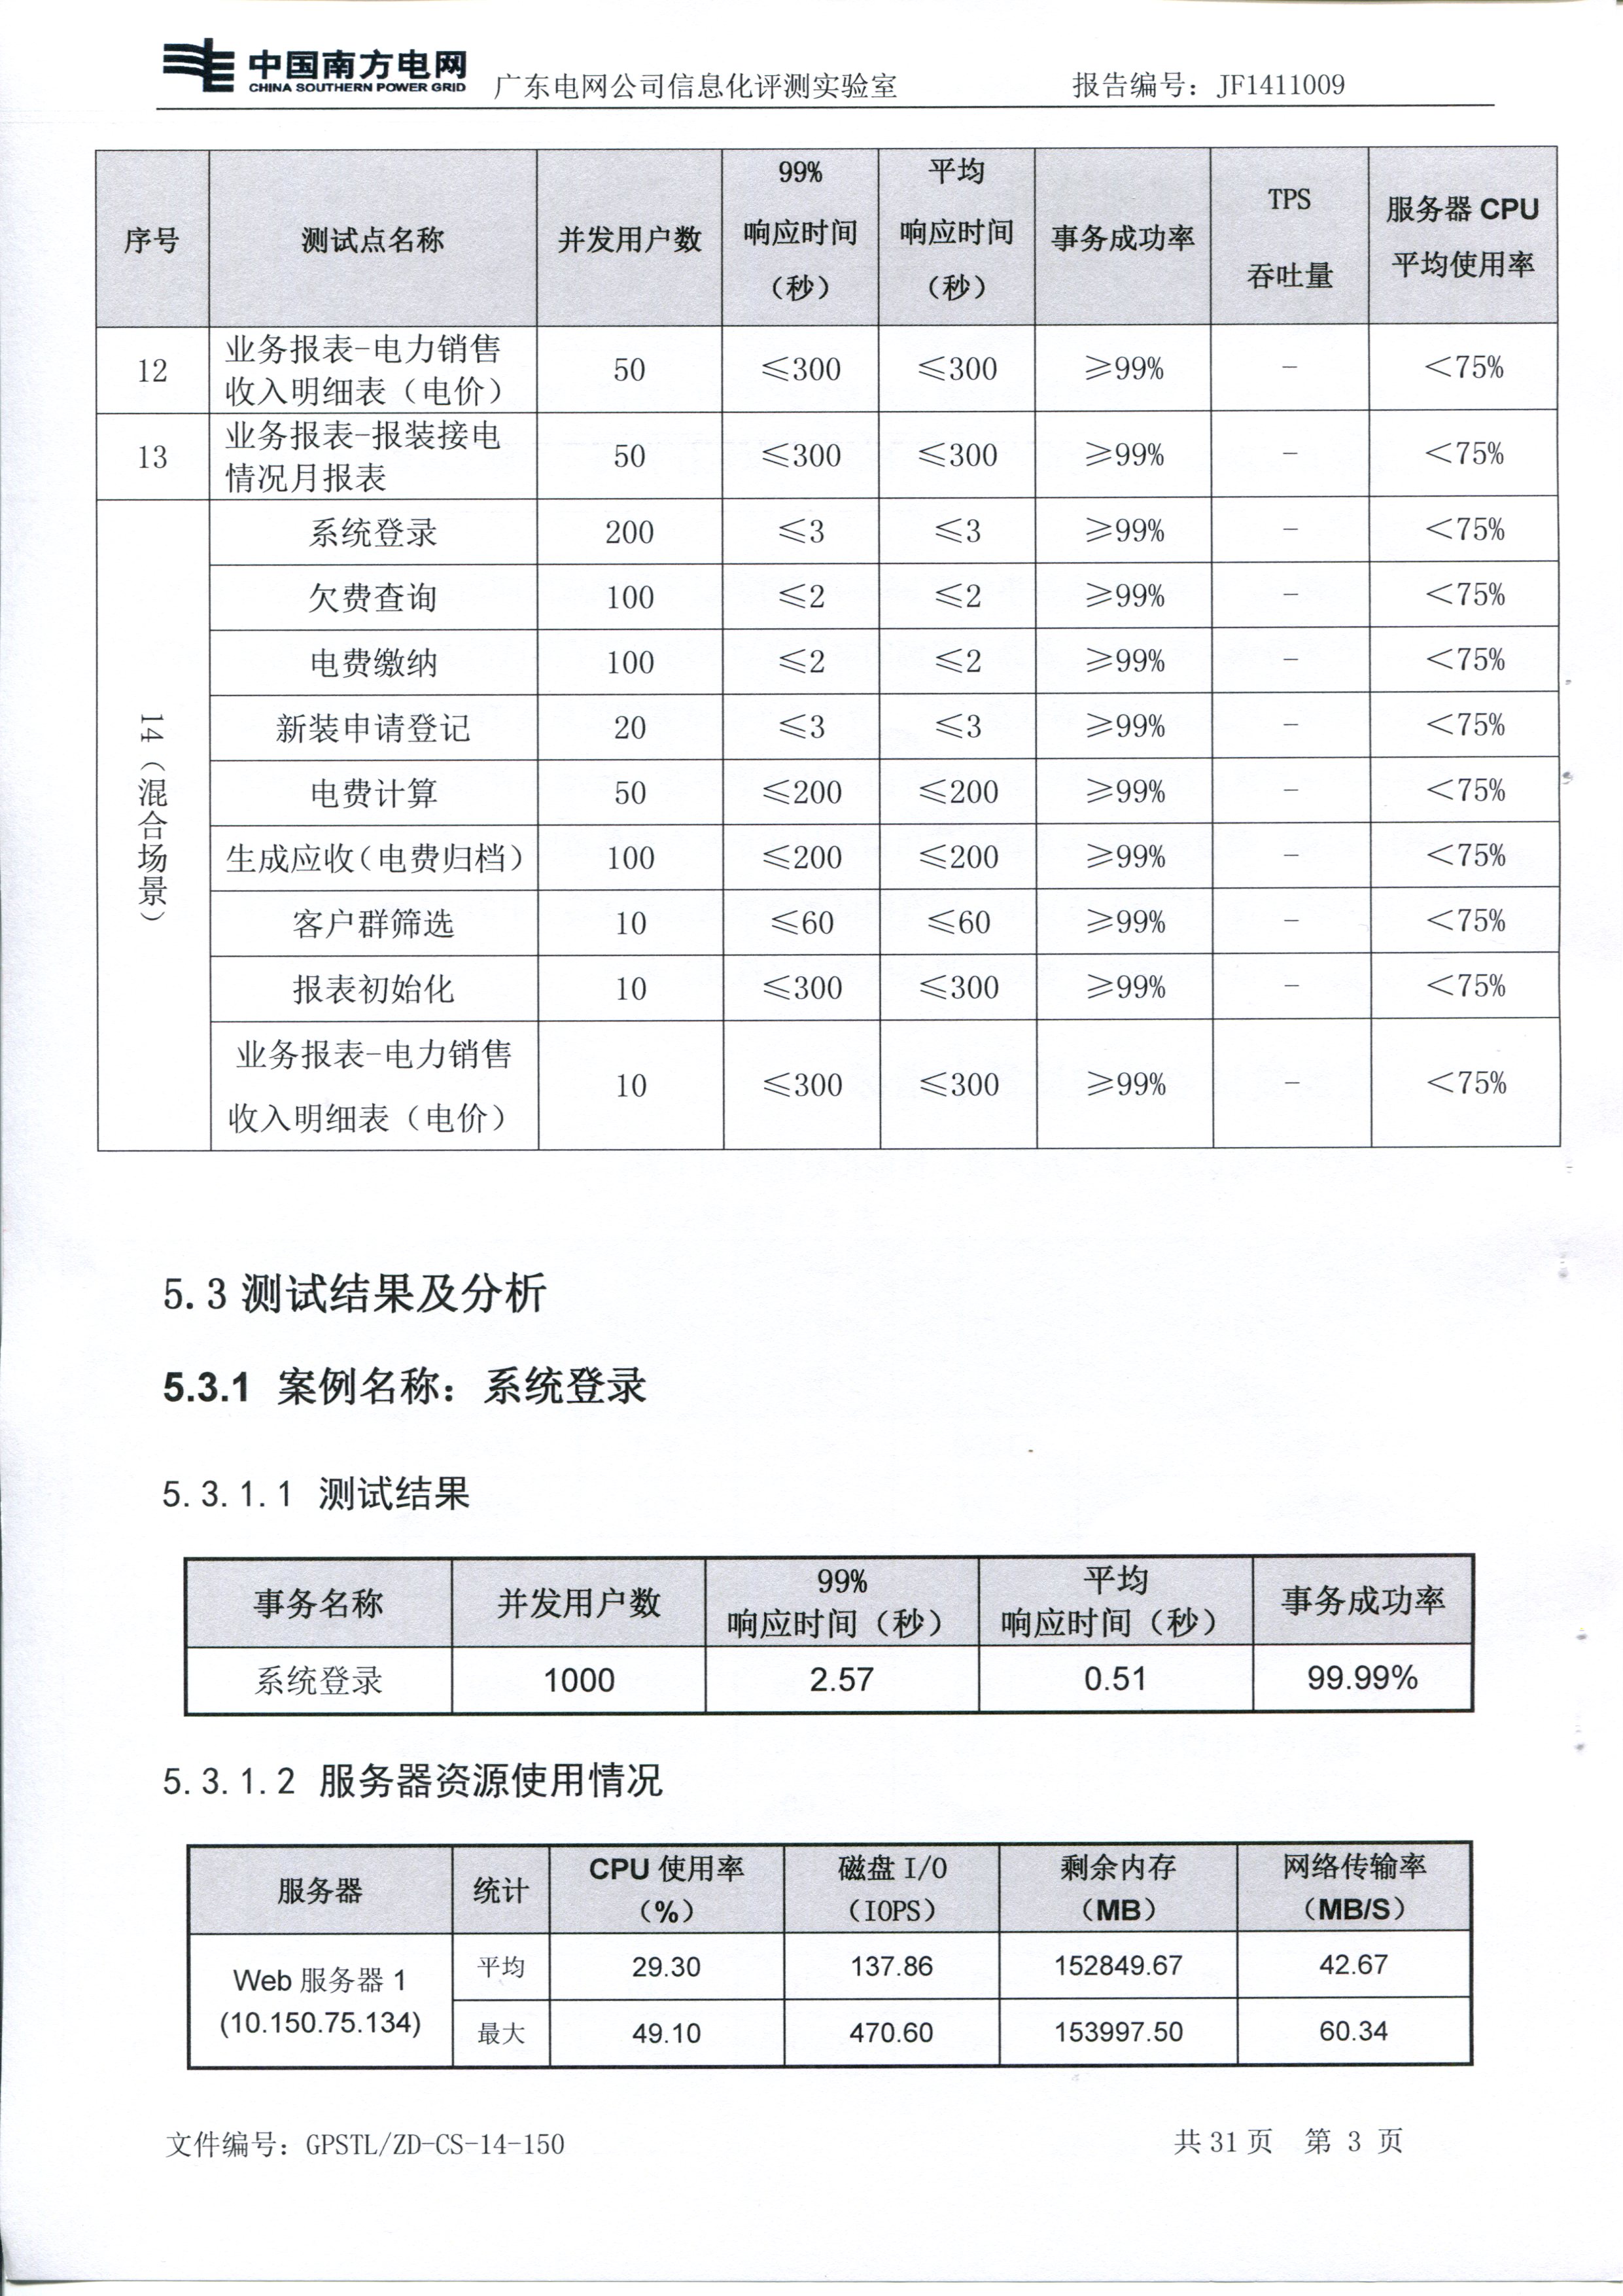 中国南方电网
CHINA SOUTHERN POWER GRID
广东电网公司信息化评测实验室 报告编号：JF1411009
序号 测试点名称 并发用户数 99% 响应时间 （秒） 平均 响应时间 （秒） 事务成功率 TPS 吞吐量 服务器 CPU 平均使用率
12 业务报表-电力销售收入明细表（电价） 50 ≤300 ≤300 ≥99% - <75%
13 业务报表-报装接电情况月报表 50 ≤300 ≤300 ≥99% - <75%
14（混合场景）
系统登录 200 ≤3 ≤3 ≥99% - <75%
欠费查询 100 ≤2 ≤2 ≥99% - <75%
电费缴纳 100 ≤2 ≤2 ≥99% - <75%
新装申请登记 20 ≤3 ≤3 ≥99% - <75%
电费计算 50 ≤200 ≤200 ≥99% - <75%
生成应收（电费归档） 100 ≤200 ≤200 ≥99% - <75%
客户群筛选 10 ≤60 ≤60 ≥99% - <75%
报表初始化 10 ≤300 ≤300 ≥99% - <75%
业务报表-电力销售收入明细表（电价） 10 ≤300 ≤300 ≥99% - <75%
5.3 测试结果及分析
5.3.1 案例名称：系统登录
5.3.1.1 测试结果
事务名称 并发用户数 99% 响应时间（秒） 平均 响应时间（秒） 事务成功率
系统登录 1000 2.57 0.51 99.99%
5.3.1.2 服务器资源使用情况
服务器 统计 CPU 使用率（%） 磁盘 I/O（IOPS） 剩余内存（MB） 网络传输率（MB/S）
Web 服务器 1 (10.150.75.134)
平均 29.30 137.86 152849.67 42.67
最大 49.10 470.60 153997.50 60.34
文件编号：GPSTL/ZD-CS-14-150 共 31 页 第 3 页